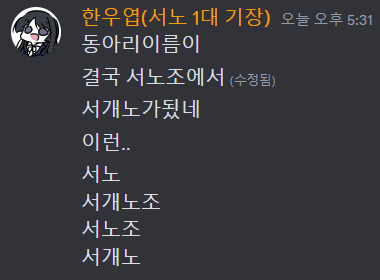 한우엽(서노 1대 기장) 오늘 오후 5:31
동아리이름이
결국 서노조에서 (수정됨)
서개노가됬네
이런..
서노
서개노조
서노조
서개노